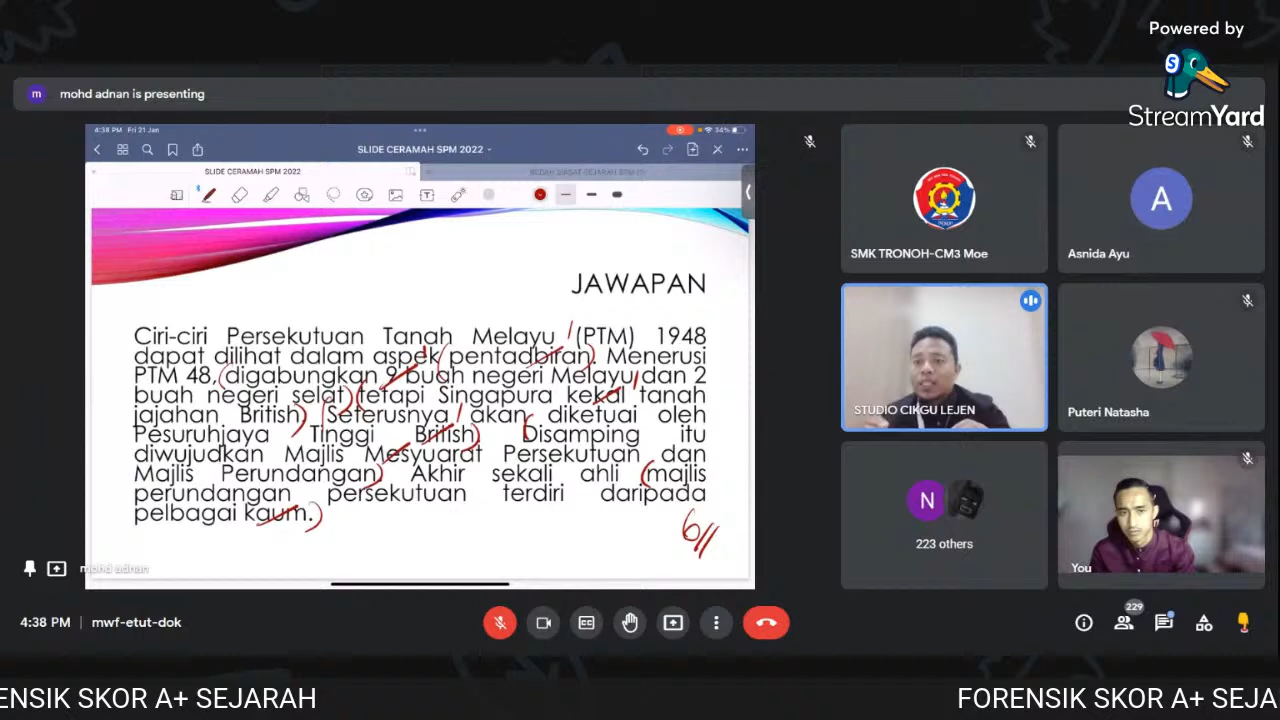 Powered by
StreamYard
m mohd adnan is presenting
4:38 PM Fri 21 Jan
34%
SLIDE CERAMAH SPM 2022
SLIDE CERAMAH SPM 2022
JAWAPAN
Ciri-ciri Persekutuan Tanah Melayu (PTM) 1948
dapat dilihat dalam aspek pentadbiran. Menerusi
PTM 48, digabungkan 9 buah negeri Melayu dan 2
buah negeri selat tetapi Singapura kekal tanah
jajahan British. Seterusnya akan diketuai oleh
Pesuruhjaya Tinggi British. Disamping itu
diwujudkan Majlis Mesyuarat Persekutuan dan
Majlis Perundangan. Akhir sekali ahli majlis
perundangan persekutuan terdiri daripada
pelbagai kaum.
6//
mohd adnan
SMK TRONOH-CM3 Moe
A
Asnida Ayu
STUDIO CIKGU LEJEN
Puteri Natasha
N
223 others
You
4:38 PM | mwf-etut-dok
229
ENSIK SKOR A+ SEJARAH
FORENSIK SKOR A+ SEJA